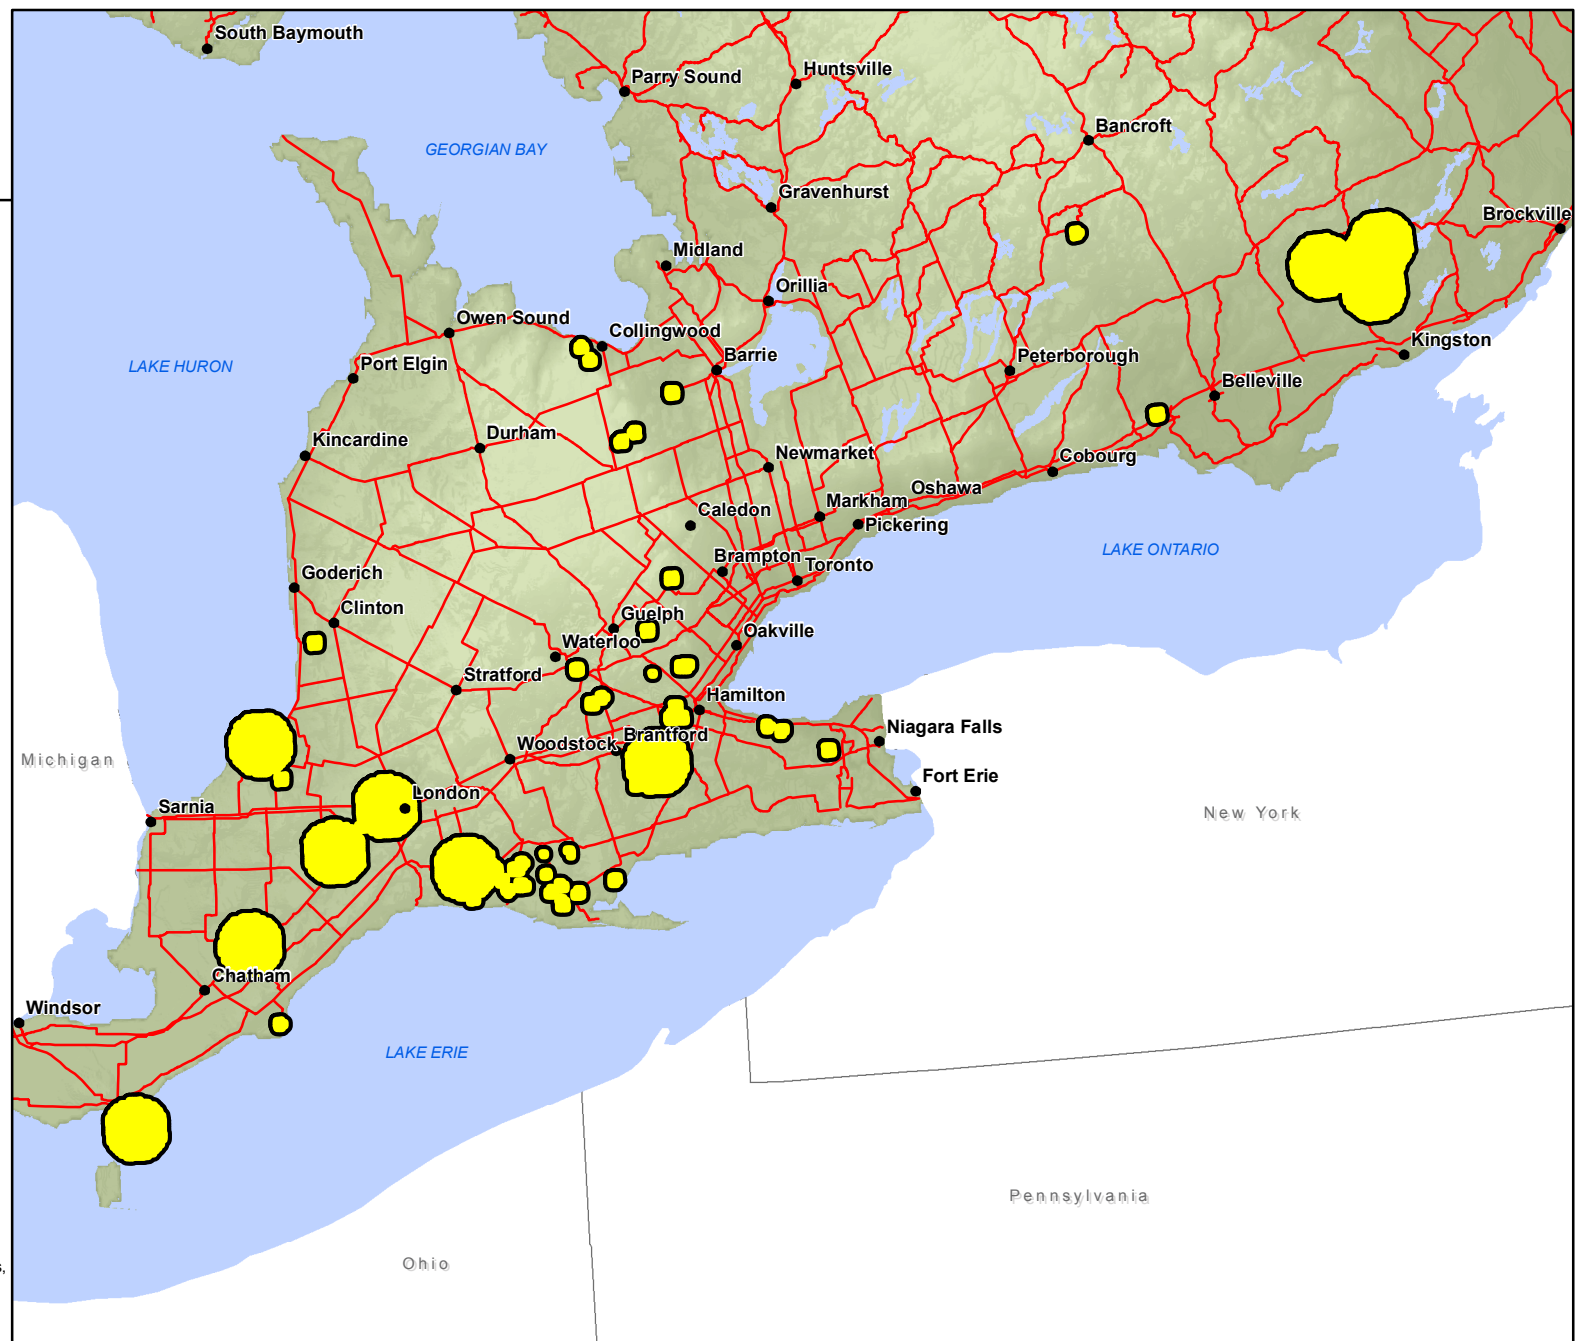 South Baymouth
Parry Sound
Huntsville
Bancroft
GEORGIAN BAY
Gravenhurst
Brockville
Midland
Orillia
Owen Sound
Collingwood
Kingston
Barrie
Peterborough
LAKE HURON
Port Elgin
Belleville
Durham
Kincardine
Newmarket
Cobourg
Oshawa
Markham
Caledon
Pickering
LAKE ONTARIO
Brampton
Toronto
Goderich
Clinton
Guelph
Oakville
Waterloo
Stratford
Hamilton
Niagara Falls
Brantford
Woodstock
Michigan
Fort Erie
London
Sarnia
New York
Chatham
Windsor
LAKE ERIE
Pennsylvania
Ohio